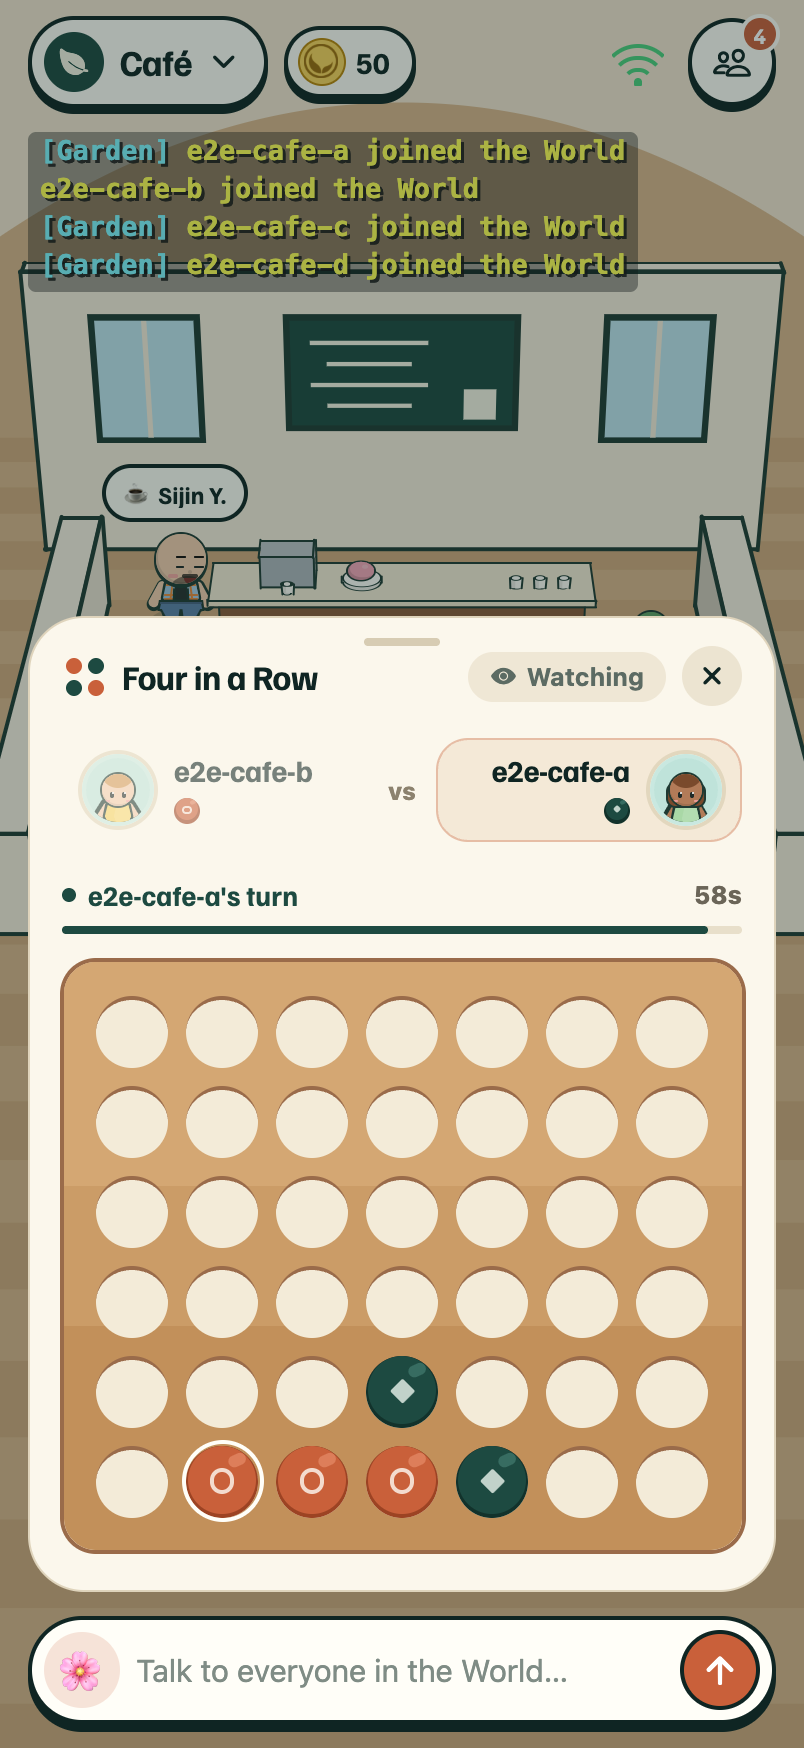 Café
50
4
[Garden] e2e-cafe-a joined the World
e2e-cafe-b joined the World
[Garden] e2e-cafe-c joined the World
[Garden] e2e-cafe-d joined the World
Sijin Y.
Four in a Row
Watching
e2e-cafe-b
vs
e2e-cafe-a
e2e-cafe-a's turn
58s
Talk to everyone in the World...